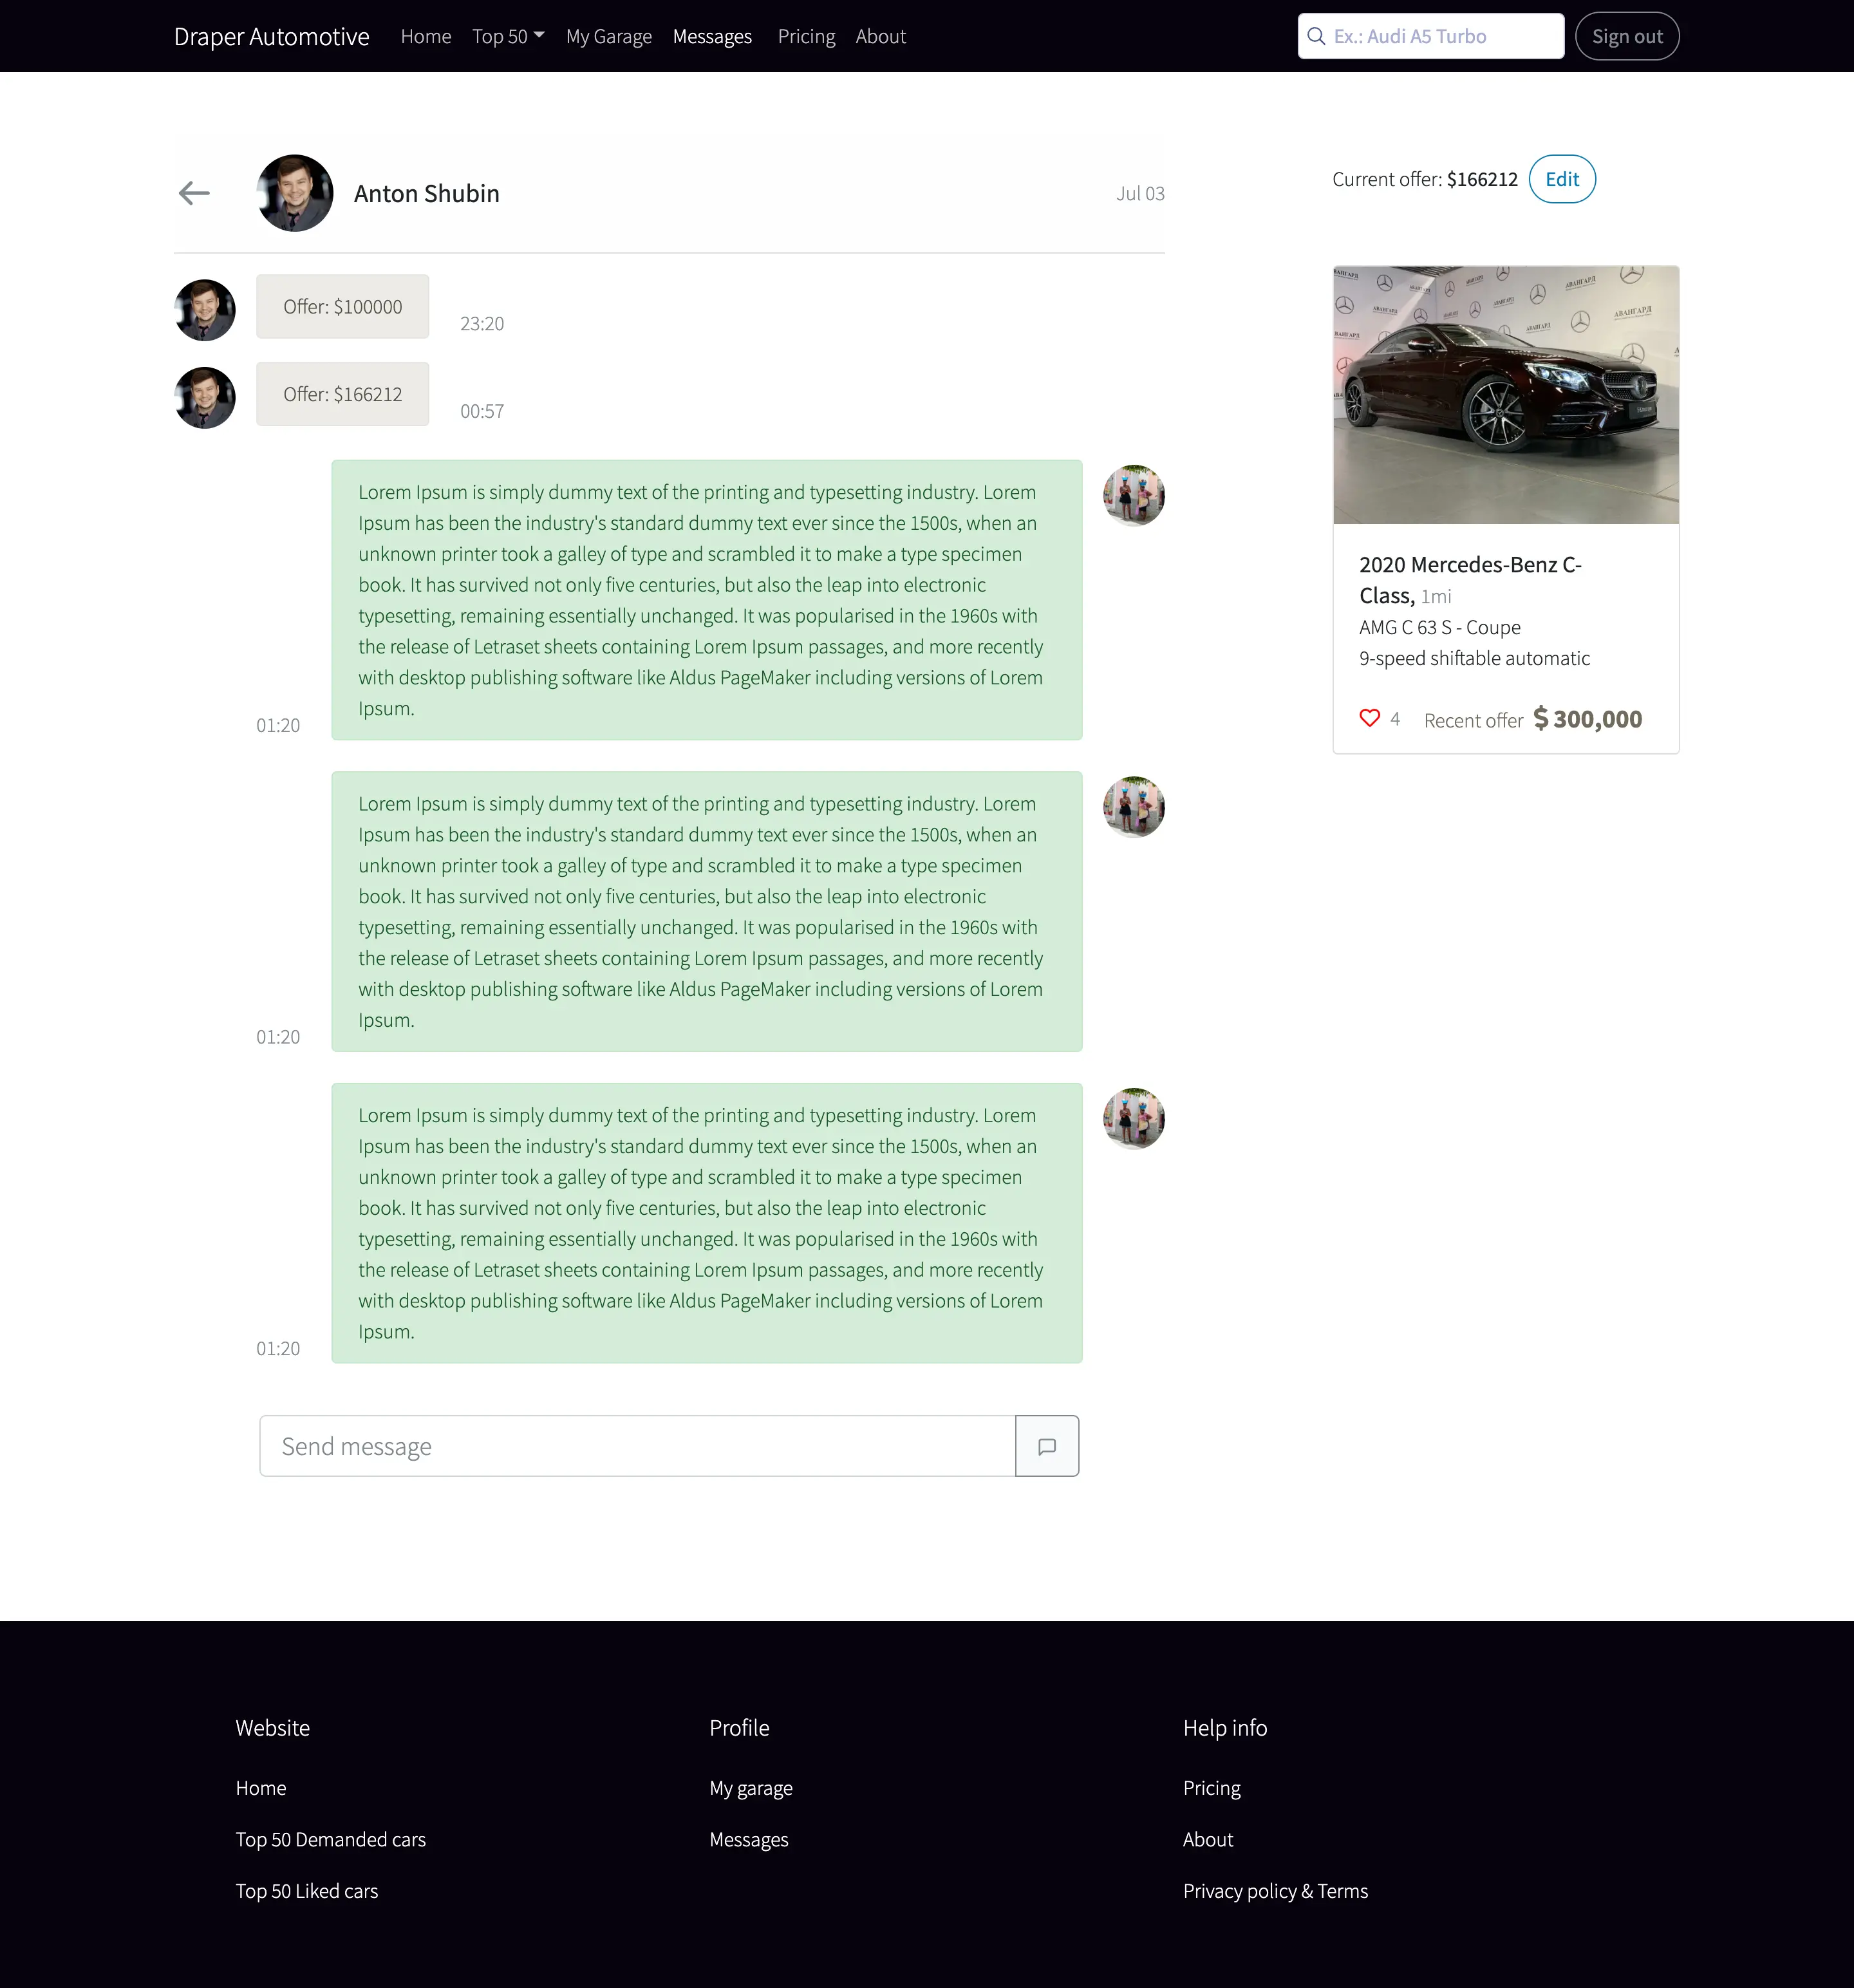 Draper Automotive Home Top 50 My Garage Messages Pricing About Ex.: Audi A5 Turbo Sign out
Anton Shubin Jul 03
Offer: $100000 23:20
Offer: $166212 00:57
Lorem Ipsum is simply dummy text of the printing and typesetting industry. Lorem
Ipsum has been the industry's standard dummy text ever since the 1500s, when an
unknown printer took a galley of type and scrambled it to make a type specimen
book. It has survived not only five centuries, but also the leap into electronic
typesetting, remaining essentially unchanged. It was popularised in the 1960s with
the release of Letraset sheets containing Lorem Ipsum passages, and more recently
with desktop publishing software like Aldus PageMaker including versions of Lorem
Ipsum.
01:20
Lorem Ipsum is simply dummy text of the printing and typesetting industry. Lorem
Ipsum has been the industry's standard dummy text ever since the 1500s, when an
unknown printer took a galley of type and scrambled it to make a type specimen
book. It has survived not only five centuries, but also the leap into electronic
typesetting, remaining essentially unchanged. It was popularised in the 1960s with
the release of Letraset sheets containing Lorem Ipsum passages, and more recently
with desktop publishing software like Aldus PageMaker including versions of Lorem
Ipsum.
01:20
Lorem Ipsum is simply dummy text of the printing and typesetting industry. Lorem
Ipsum has been the industry's standard dummy text ever since the 1500s, when an
unknown printer took a galley of type and scrambled it to make a type specimen
book. It has survived not only five centuries, but also the leap into electronic
typesetting, remaining essentially unchanged. It was popularised in the 1960s with
the release of Letraset sheets containing Lorem Ipsum passages, and more recently
with desktop publishing software like Aldus PageMaker including versions of Lorem
Ipsum.
01:20
Send message
Current offer: $166212 Edit
АВАНГАРД АВАНГАРД
АВАНГАРД
2020 Mercedes-Benz C-
Class, 1mi
AMG C 63 S - Coupe
9-speed shiftable automatic
4 Recent offer $ 300,000
Website
Home
Top 50 Demanded cars
Top 50 Liked cars
Profile
My garage
Messages
Help info
Pricing
About
Privacy policy & Terms